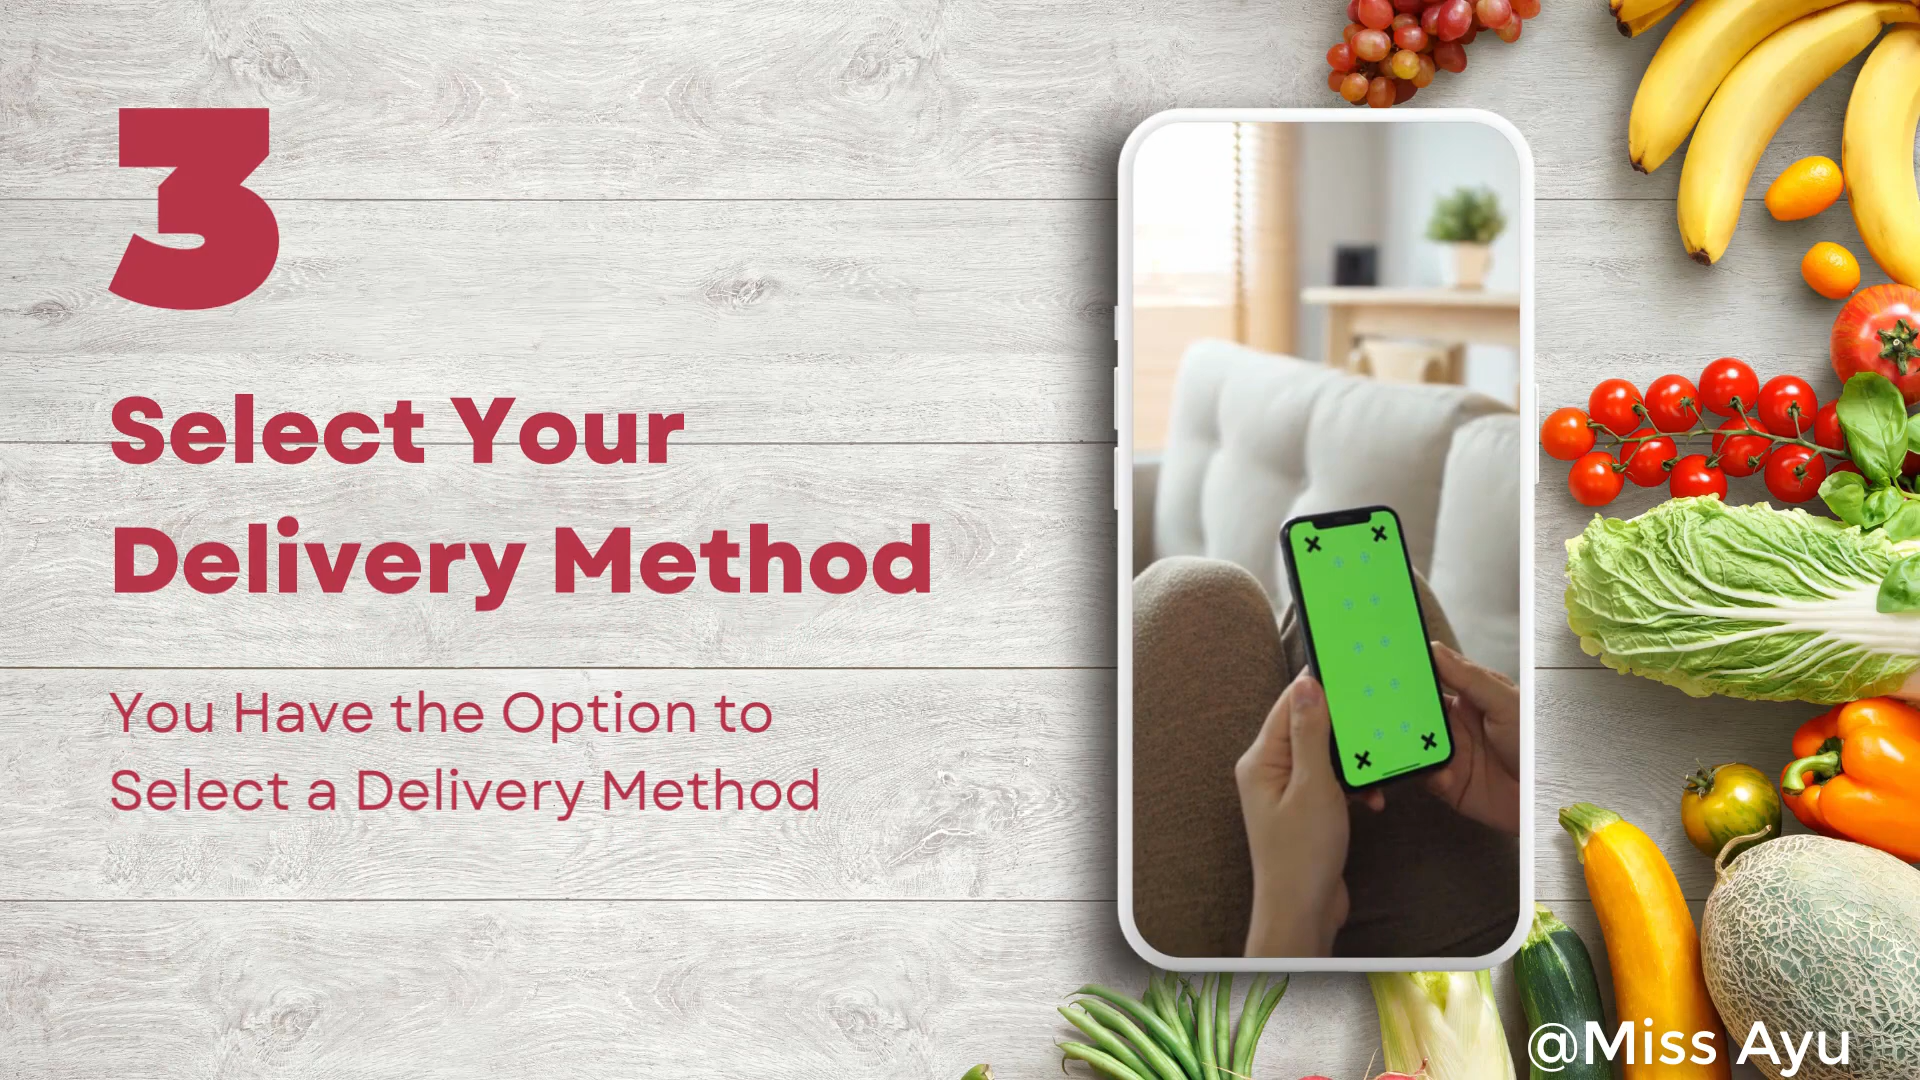 3
Select Your
Delivery Method
You Have the Option to
Select a Delivery Method
@Miss Ayu